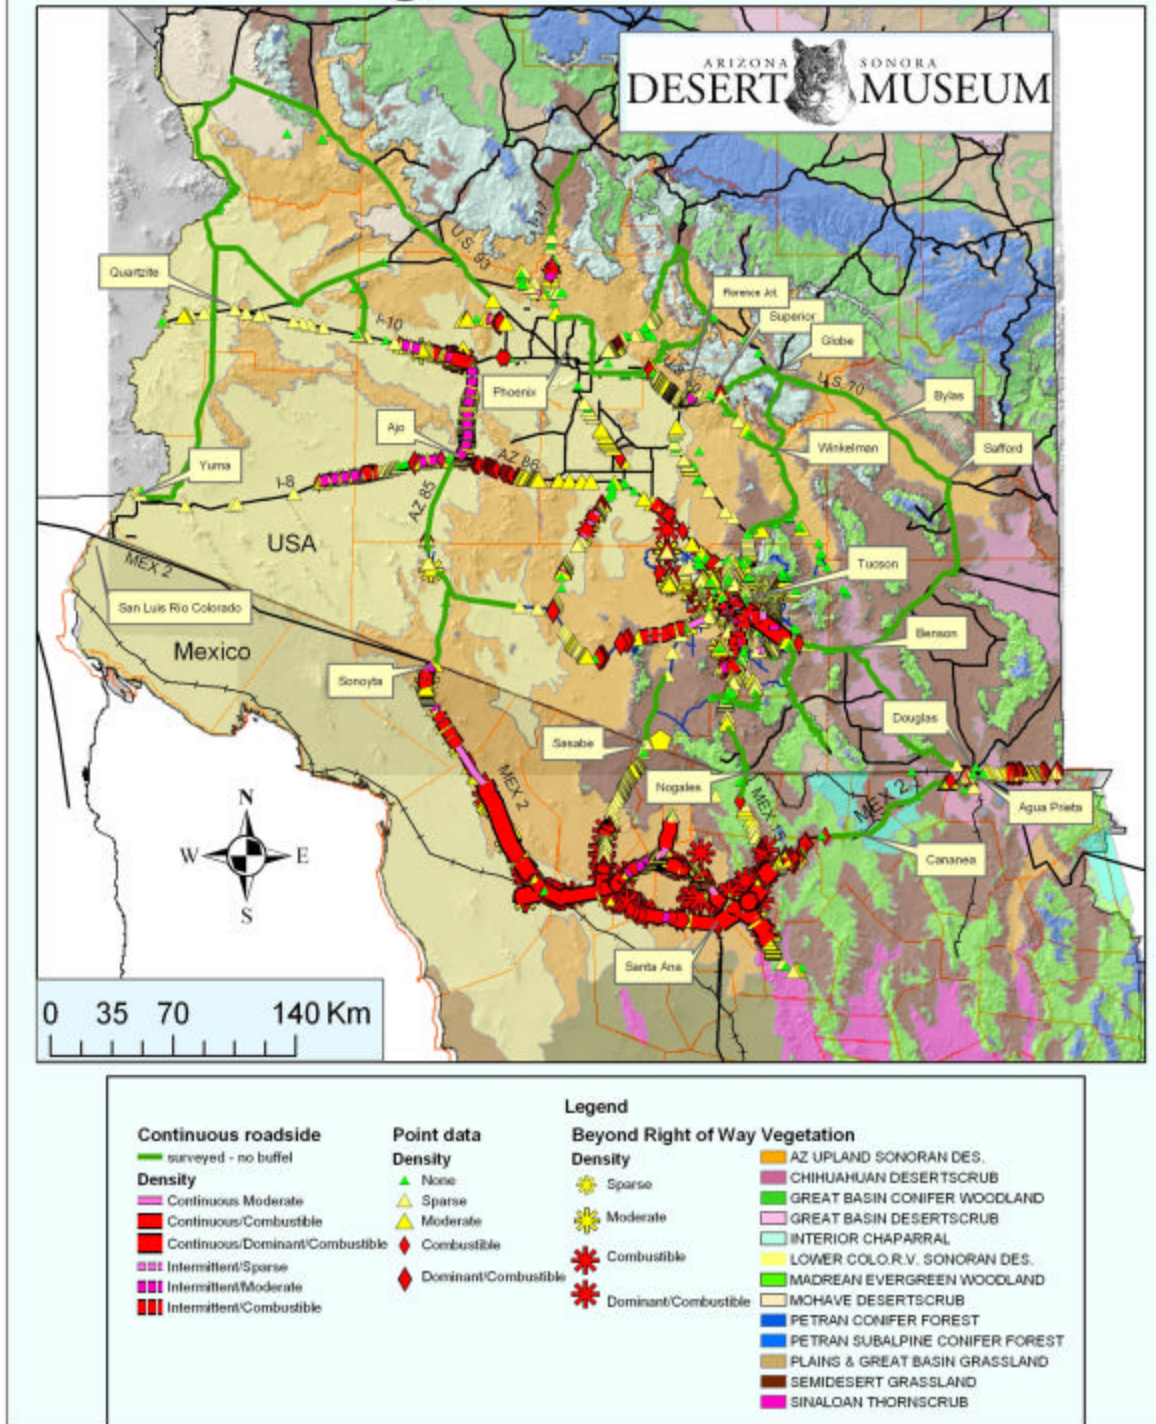 ARIZONA SONORA
DESERT MUSEUM
I-17
U.S. 93
Quartzite
Florence Jct.
Superior
I-10
Globe
U.S. 70
Phoenix
Bylas
Ajo
Winkelman
Safford
Yuma
AZ 86
I-8
AZ 85
USA
MEX 2
Tucson
San Luis Rio Colorado
Benson
Mexico
Sonoyta
Douglas
Sasabe
Nogales
MEX 2
MEX 15
MEX 2
Agua Prieta
N
W E
S
Cananea
Santa Ana
0 35 70 140 Km
Legend
Continuous roadside
surveyed - no buffel
Density
Continuous Moderate
Continuous/Combustible
Continuous/Dominant/Combustible
Intermittent/Sparse
Intermittent/Moderate
Intermittent/Combustible
Point data
Density
None
Sparse
Moderate
Combustible
Dominant/Combustible
Beyond Right of Way
Density
Sparse
Moderate
Combustible
Dominant/Combustible
Vegetation
AZ UPLAND SONORAN DES.
CHIHUAHUAN DESERTSCRUB
GREAT BASIN CONIFER WOODLAND
GREAT BASIN DESERTSCRUB
INTERIOR CHAPARRAL
LOWER COLO.R.V. SONORAN DES.
MADREAN EVERGREEN WOODLAND
MOHAVE DESERTSCRUB
PETRAN CONIFER FOREST
PETRAN SUBALPINE CONIFER FOREST
PLAINS & GREAT BASIN GRASSLAND
SEMIDESERT GRASSLAND
SINALOAN THORNSCRUB